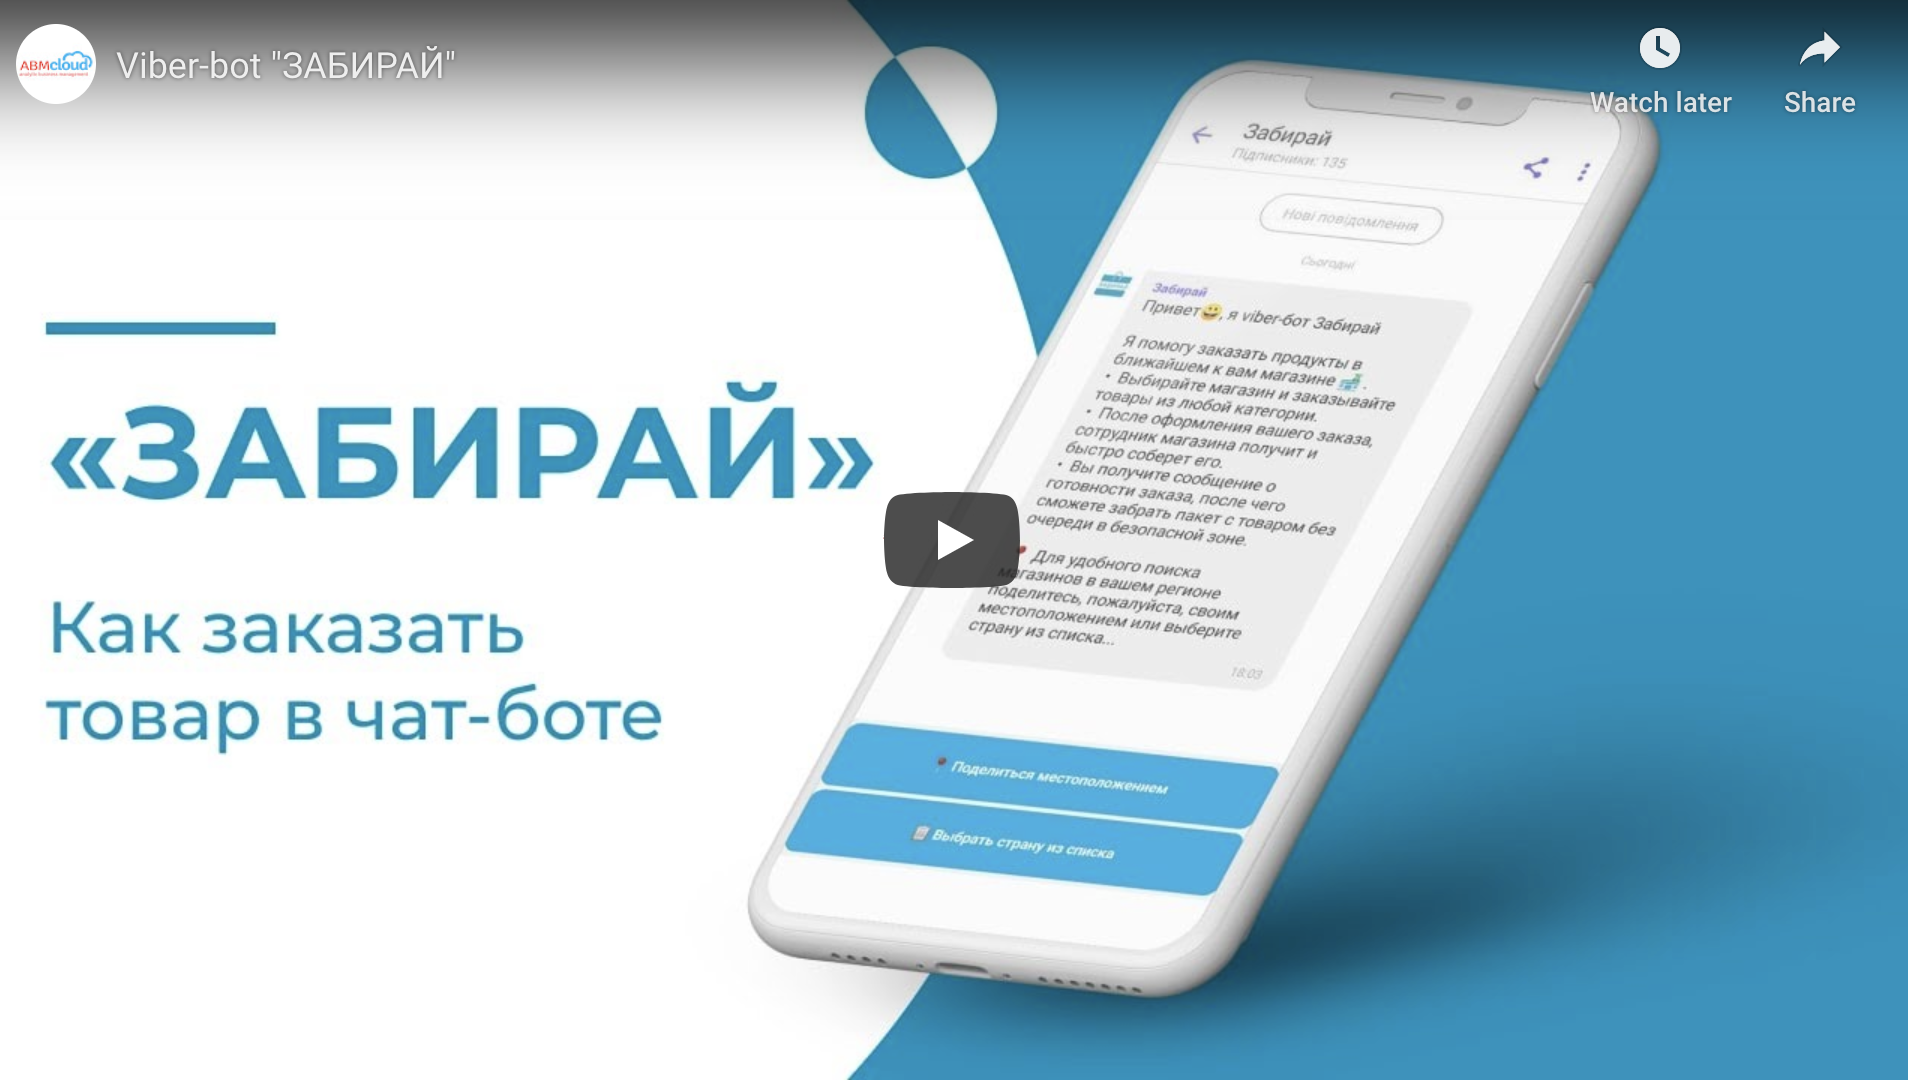 ABMcloud
Viber-bot "ЗАБИРАЙ"
Watch later
Share
«ЗАБИРАЙ»
Как заказать
товар в чат-боте
Забирай
Підписники: 135
Нові повідомлення
Сьогодні
Забирай
Привет😀, я viber-бот Забирай
Я помогу заказать продукты в
ближайшем к вам магазине 🏪.
• Выбирайте магазин и заказывайте
товары из любой категории.
• После оформления вашего заказа,
сотрудник магазина получит и
быстро соберет его.
• Вы получите сообщение о
готовности заказа, после чего
сможете забрать пакет с товаром без
очереди в безопасной зоне.
📍 Для удобного поиска
магазинов в вашем регионе
поделитесь, пожалуйста, своим
местоположением или выберите
страну из списка...
18:03
📍 Поделиться местоположением
📋 Выбрать страну из списка